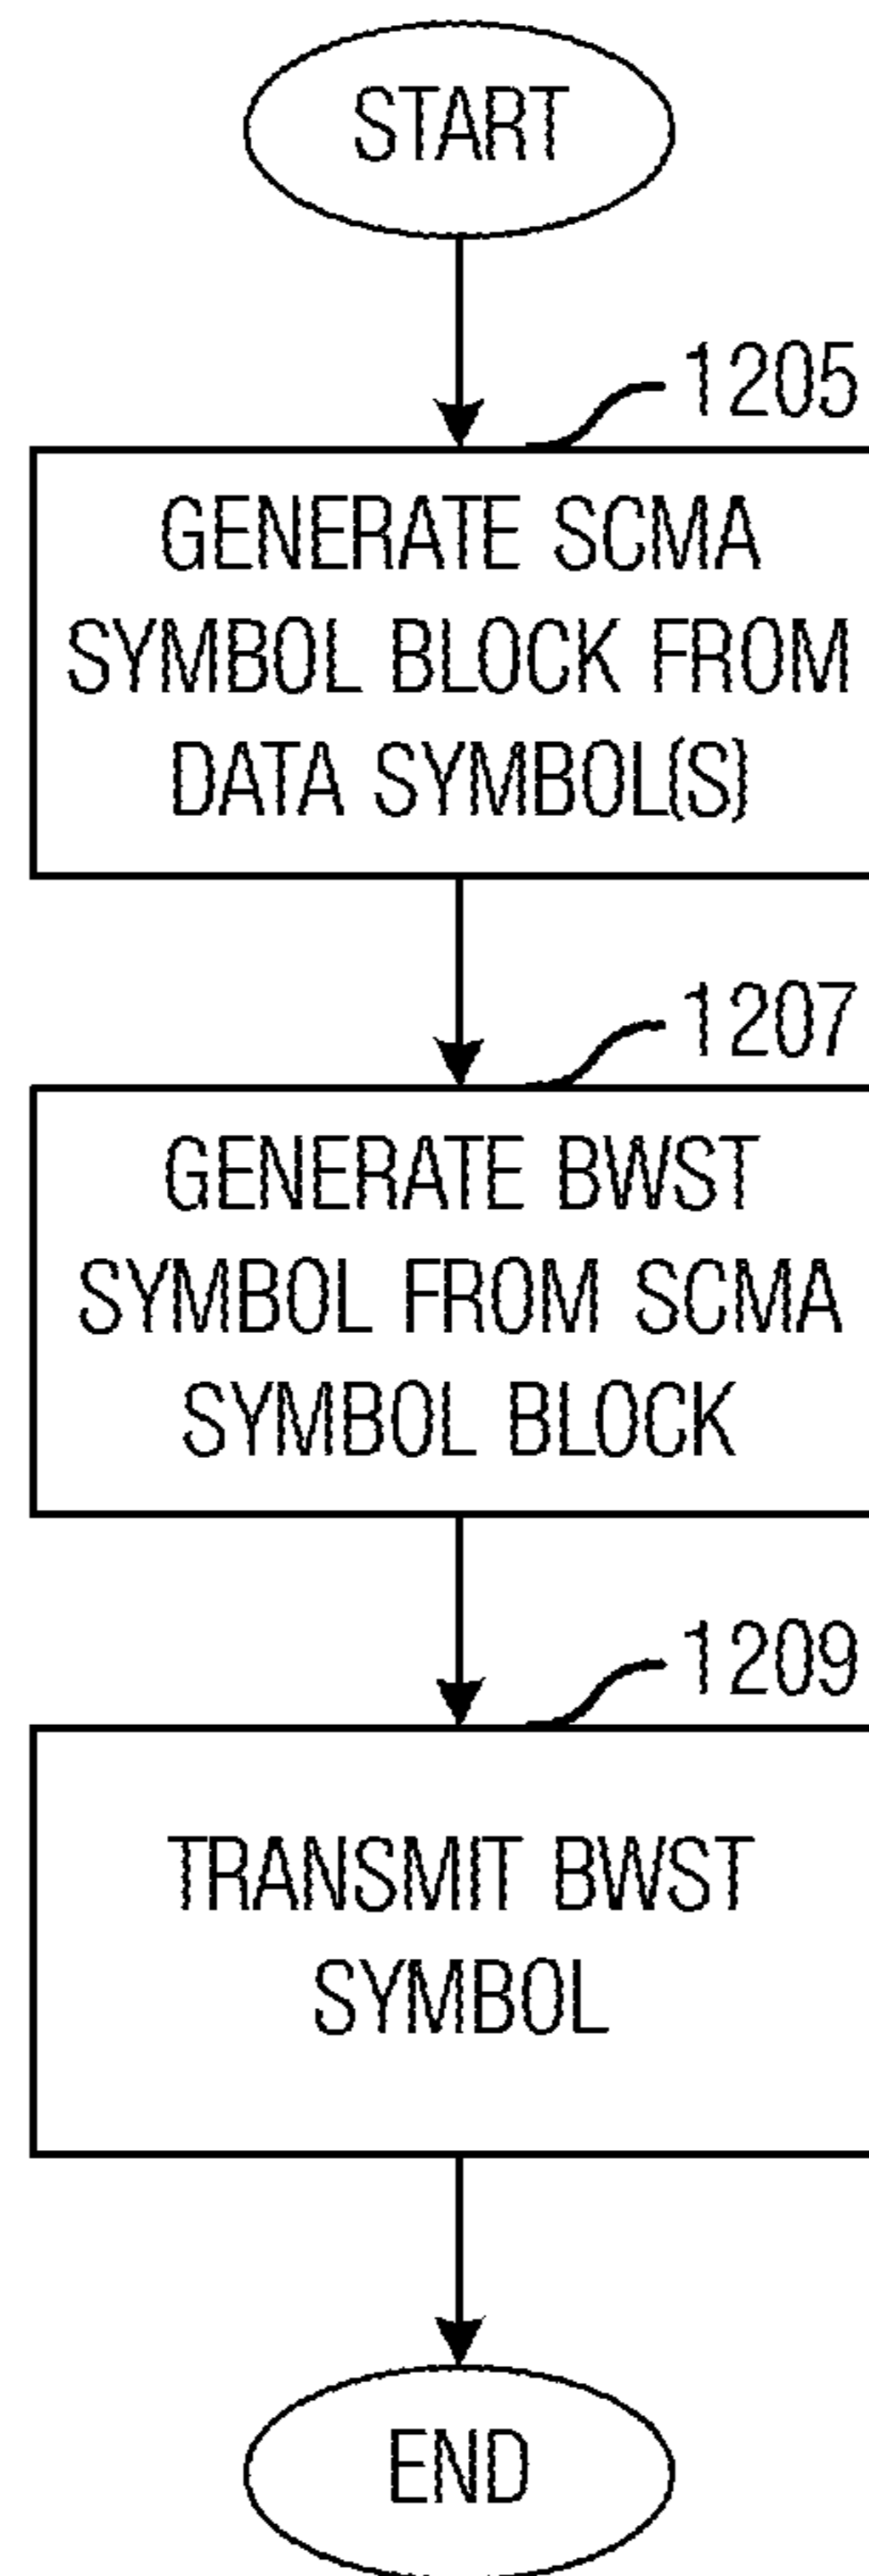 START
1205
GENERATE SCMA
SYMBOL BLOCK FROM
DATA SYMBOL(S)
1207
GENERATE BWST
SYMBOL FROM SCMA
SYMBOL BLOCK
1209
TRANSMIT BWST
SYMBOL
END